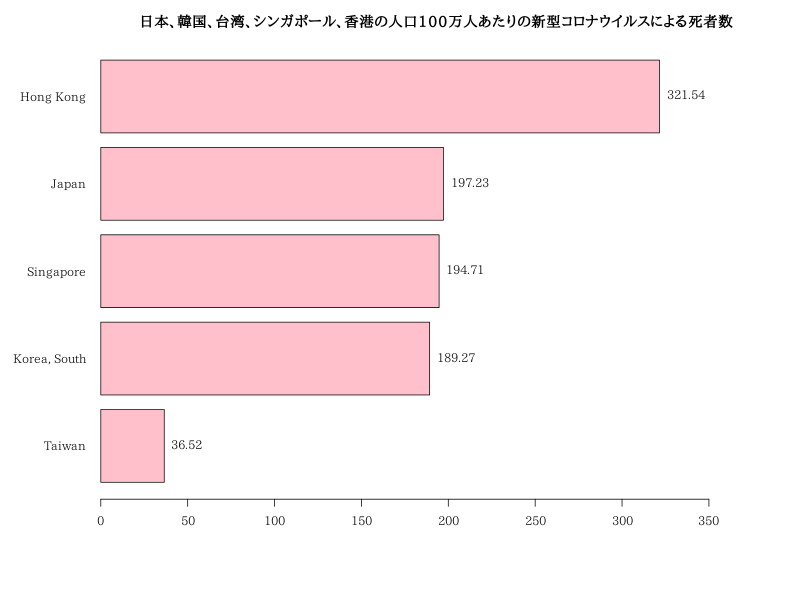 日本、韓国、台湾、シンガポール、香港の人口100万人あたりの新型コロナウイルスによる死者数
Hong Kong 321.54
Japan 197.23
Singapore 194.71
Korea, South 189.27
Taiwan 36.52
0 50 100 150 200 250 300 350